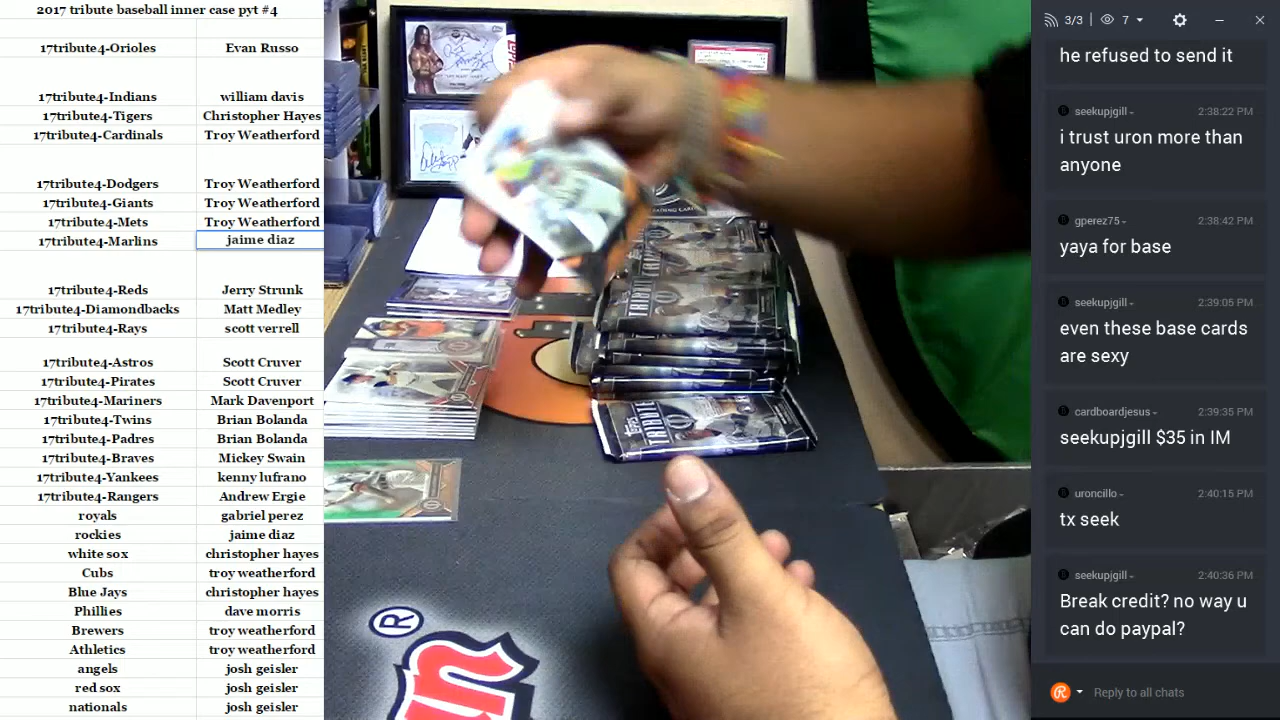 2017 tribute baseball inner case pyt #4
17tribute4-Orioles Evan Russo
17tribute4-Indians william davis
17tribute4-Tigers Christopher Hayes
17tribute4-Cardinals Troy Weatherford
17tribute4-Dodgers Troy Weatherford
17tribute4-Giants Troy Weatherford
17tribute4-Mets Troy Weatherford
17tribute4-Marlins jaime diaz
17tribute4-Reds Jerry Strunk
17tribute4-Diamondbacks Matt Medley
17tribute4-Rays scott verrell
17tribute4-Astros Scott Cruver
17tribute4-Pirates Scott Cruver
17tribute4-Mariners Mark Davenport
17tribute4-Twins Brian Bolanda
17tribute4-Padres Brian Bolanda
17tribute4-Braves Mickey Swain
17tribute4-Yankees kenny lufrano
17tribute4-Rangers Andrew Ergie
royals gabriel perez
rockies jaime diaz
white sox christopher hayes
Cubs troy weatherford
Blue Jays christopher hayes
Phillies dave morris
Brewers troy weatherford
Athletics troy weatherford
angels josh geisler
red sox josh geisler
nationals josh geisler
TRIBUTE
TRIBUTE
®
3/3 7
he refused to send it
seekupjgill 2:38:22 PM
i trust uron more than
anyone
gperez75 2:38:42 PM
yaya for base
seekupjgill 2:39:05 PM
even these base cards
are sexy
cardboardjesus 2:39:35 PM
seekupjgill $35 in IM
uroncillo 2:40:15 PM
tx seek
seekupjgill 2:40:36 PM
Break credit? no way u
can do paypal?
Reply to all chats